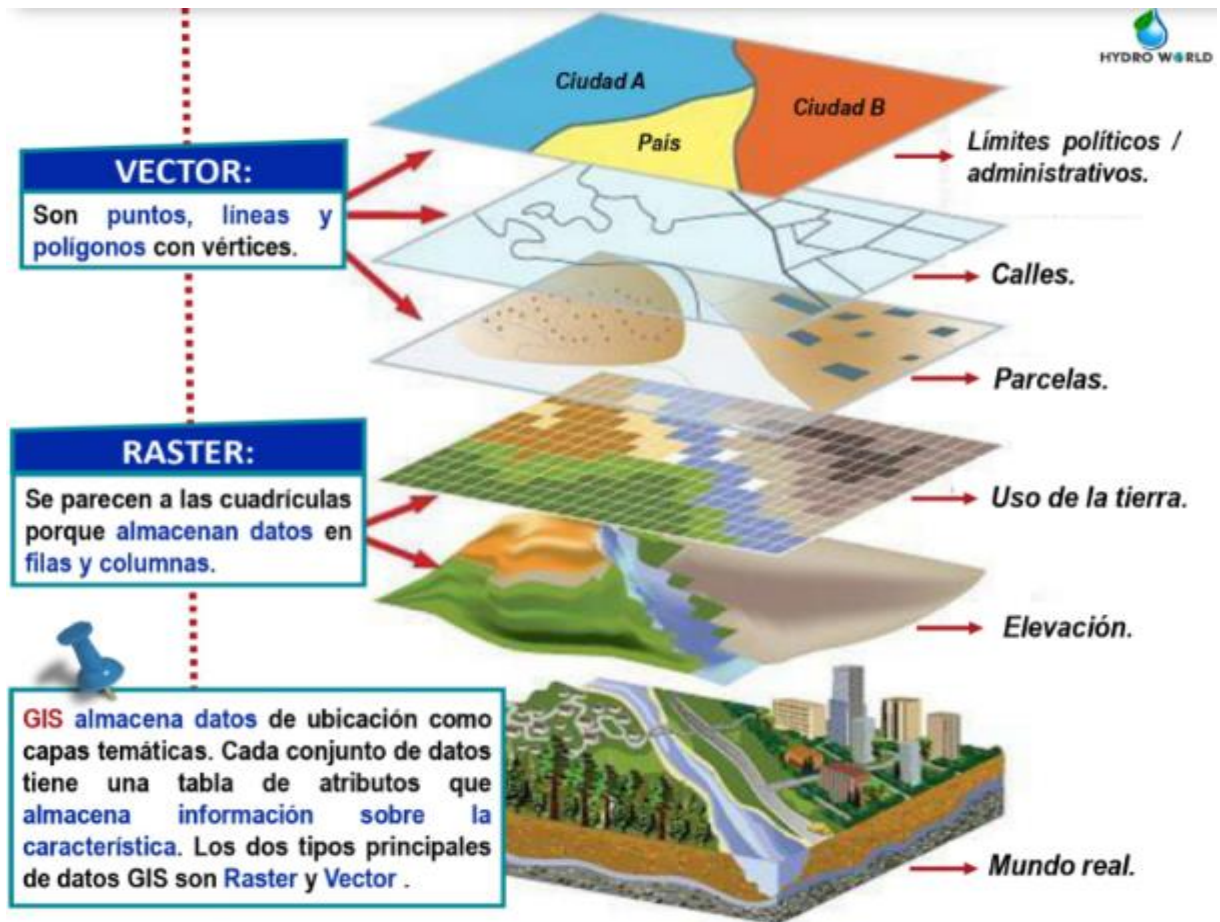 HYDRO WORLD
Ciudad A
Ciudad B
País
Límites políticos /
administrativos.
VECTOR:
Son puntos, líneas y
polígonos con vértices.
Calles.
Parcelas.
RASTER:
Se parecen a las cuadrículas
porque almacenan datos en
filas y columnas.
Uso de la tierra.
Elevación.
GIS almacena datos de ubicación como
capas temáticas. Cada conjunto de datos
tiene una tabla de atributos que
almacena información sobre la
característica. Los dos tipos principales
de datos GIS son Raster y Vector .
Mundo real.